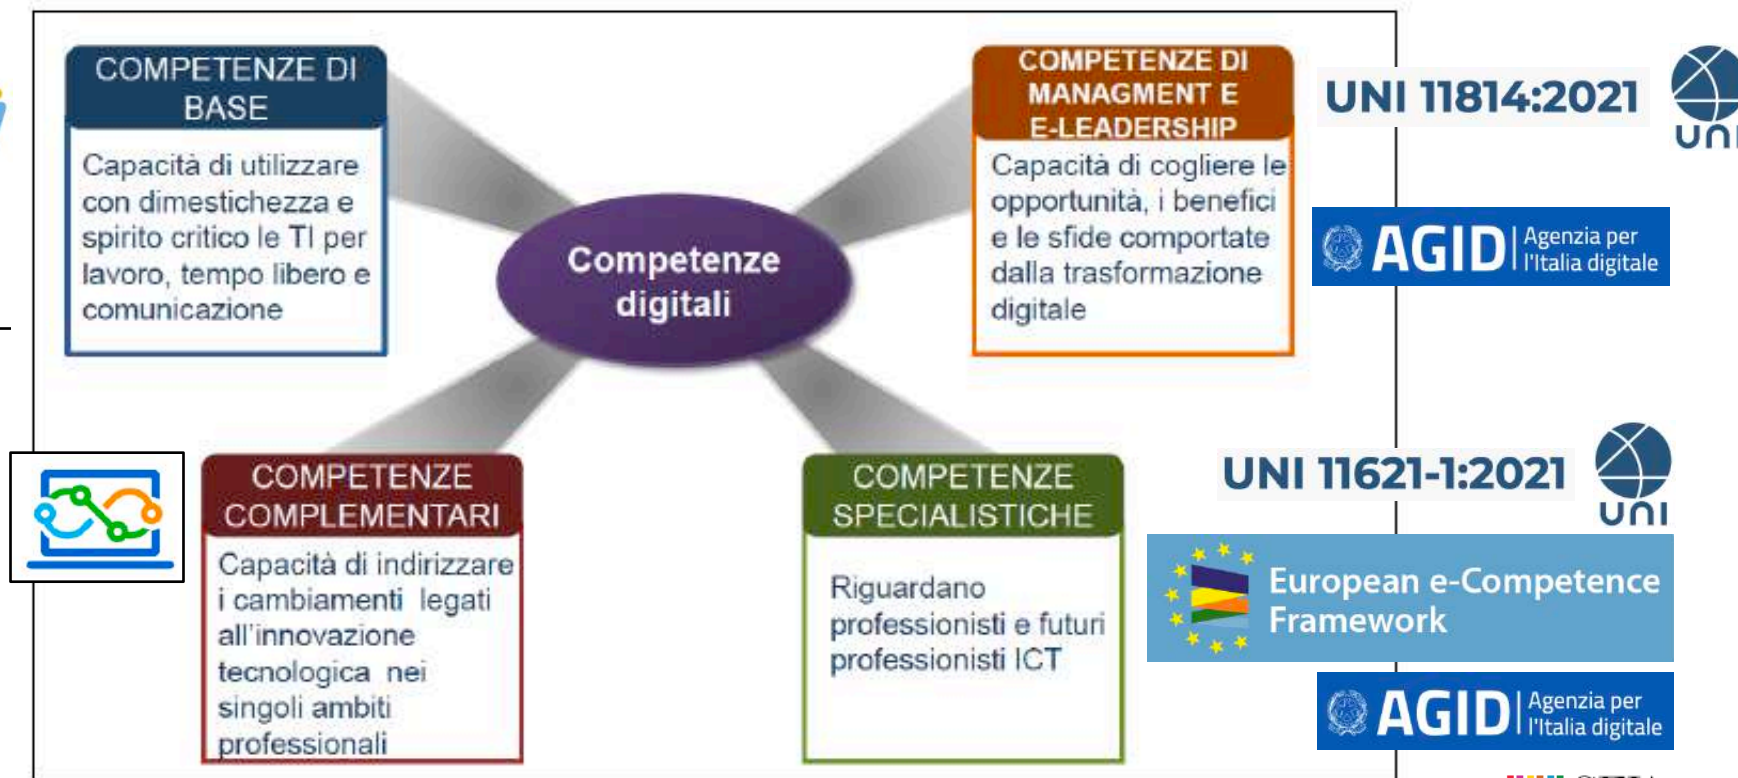 COMPETENZE DI
BASE
Capacità di utilizzare
con dimestichezza e
spirito critico le TI per
lavoro, tempo libero e
comunicazione
COMPETENZE DI
MANAGMENT E
E-LEADERSHIP
Capacità di cogliere le
opportunità, i benefici
e le sfide comportate
dalla trasformazione
digitale
UNI 11814:2021
UNI
AGID Agenzia per
l'Italia digitale
Competenze
digitali
COMPETENZE
COMPLEMENTARI
Capacità di indirizzare
i cambiamenti legati
all'innovazione
tecnologica nei
singoli ambiti
professionali
COMPETENZE
SPECIALISTICHE
Riguardano
professionisti e futuri
professionisti ICT
UNI 11621-1:2021
UNI
European e-Competence
Framework
AGID Agenzia per
l'Italia digitale